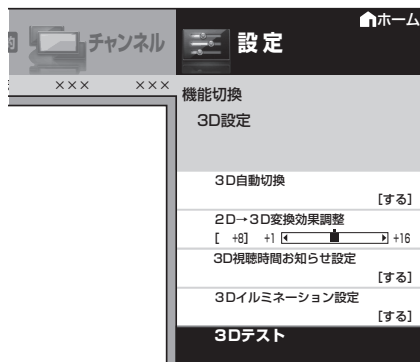 ホーム
チャンネル
設定
××× ×××
機能切換
3D設定
3D自動切換
[する]
2D→3D変換効果調整
[ +8] +1 +16
3D視聴時間お知らせ設定
[する]
3Dイルミネーション設定
[する]
3Dテスト